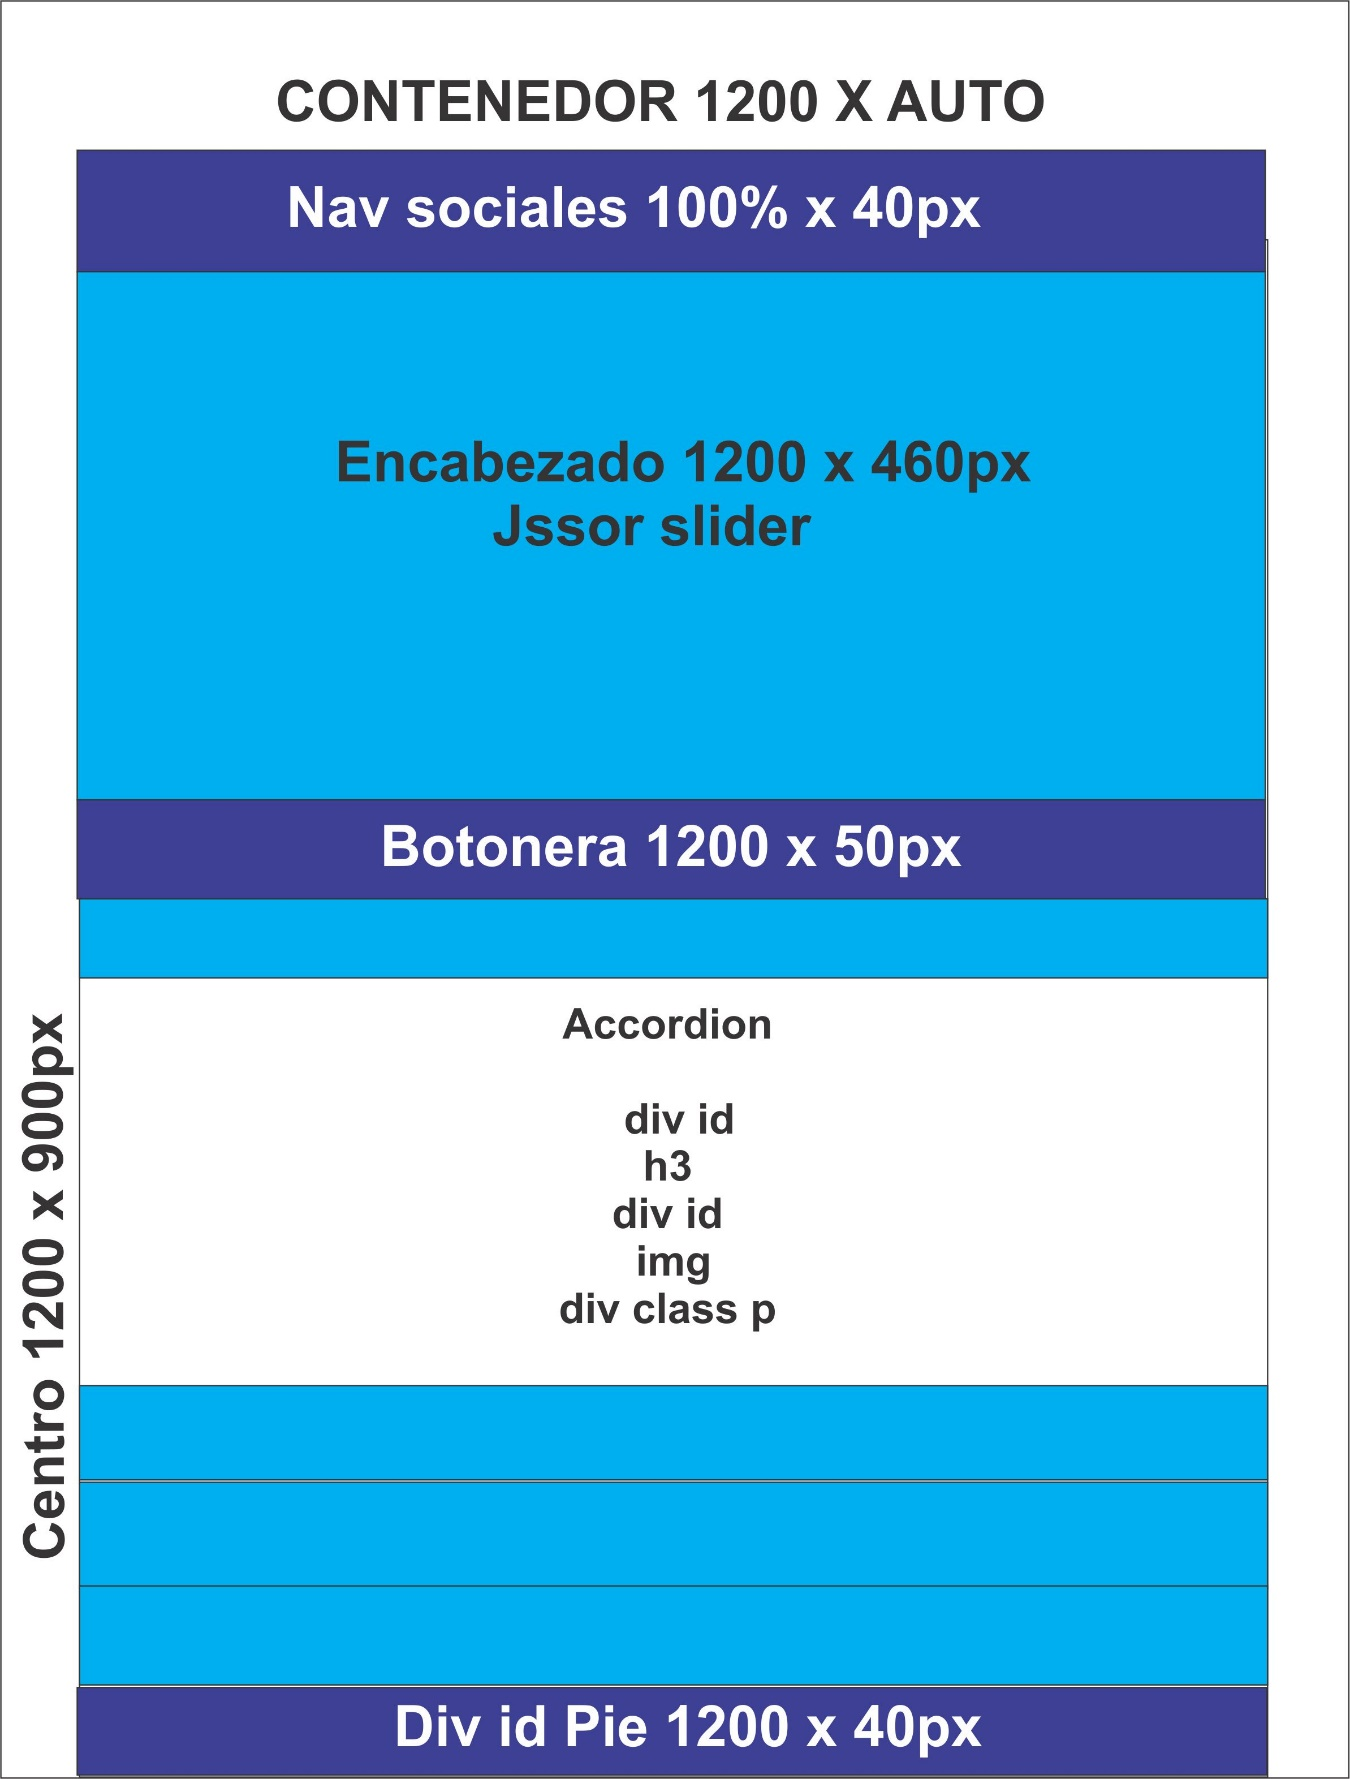 CONTENEDOR 1200 X AUTO
Nav sociales 100% x 40px
Encabezado 1200 x 460px
Jssor slider
Botonera 1200 x 50px
Centro 1200 x 900px
Accordion
div id
h3
div id
img
div class p
Div id Pie 1200 x 40px